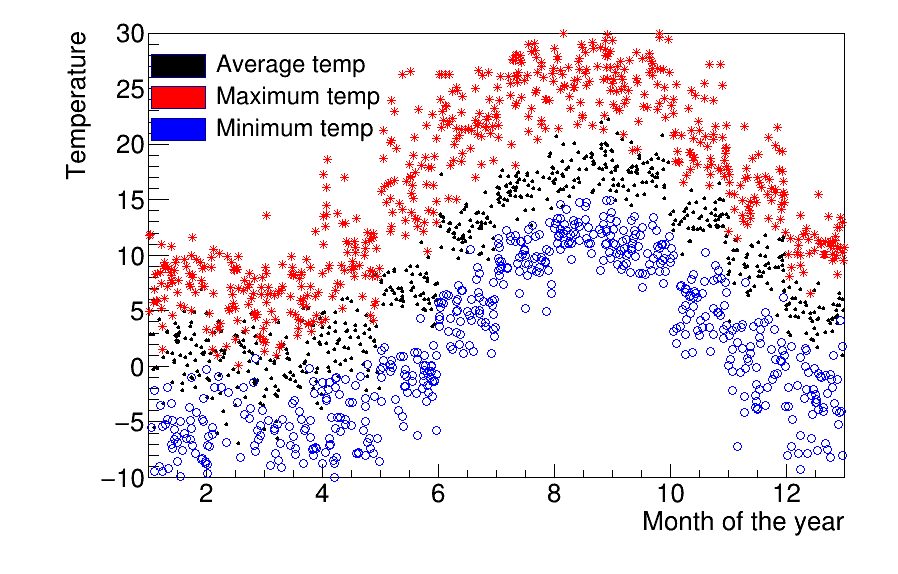 Temperature
30
25
20
15
10
5
0
−5
−10
Average temp
Maximum temp
Minimum temp
2 4 6 8 10 12
Month of the year